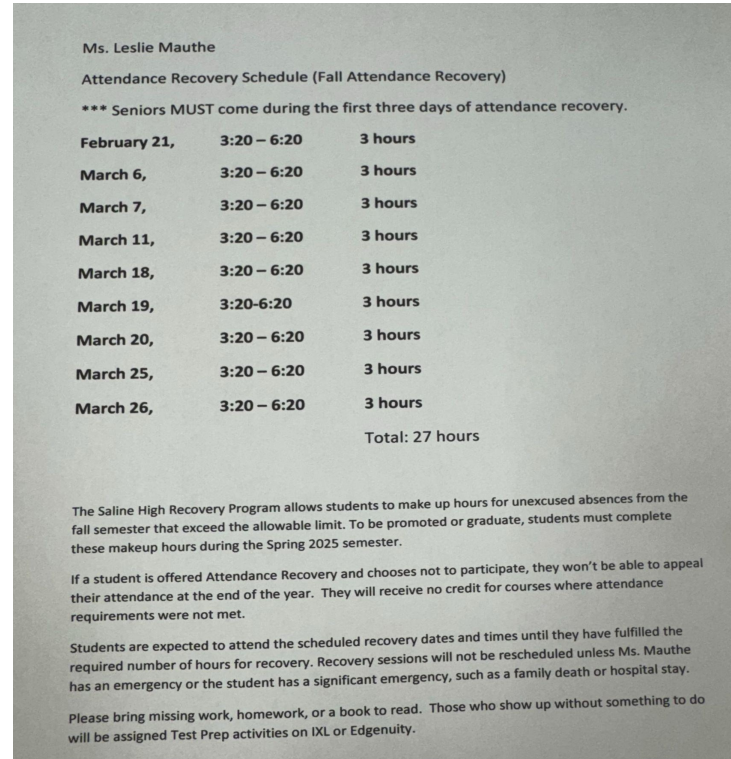 Ms. Leslie Mauthe
Attendance Recovery Schedule (Fall Attendance Recovery)
*** Seniors MUST come during the first three days of attendance recovery.
February 21, 3:20 – 6:20 3 hours
March 6, 3:20 – 6:20 3 hours
March 7, 3:20 – 6:20 3 hours
March 11, 3:20 – 6:20 3 hours
March 18, 3:20 – 6:20 3 hours
March 19, 3:20-6:20 3 hours
March 20, 3:20 – 6:20 3 hours
March 25, 3:20 – 6:20 3 hours
March 26, 3:20 – 6:20 3 hours
Total: 27 hours
The Saline High Recovery Program allows students to make up hours for unexcused absences from the
fall semester that exceed the allowable limit. To be promoted or graduate, students must complete
these makeup hours during the Spring 2025 semester.
If a student is offered Attendance Recovery and chooses not to participate, they won't be able to appeal
their attendance at the end of the year. They will receive no credit for courses where attendance
requirements were not met.
Students are expected to attend the scheduled recovery dates and times until they have fulfilled the
required number of hours for recovery. Recovery sessions will not be rescheduled unless Ms. Mauthe
has an emergency or the student has a significant emergency, such as a family death or hospital stay.
Please bring missing work, homework, or a book to read. Those who show up without something to do
will be assigned Test Prep activities on IXL or Edgenuity.